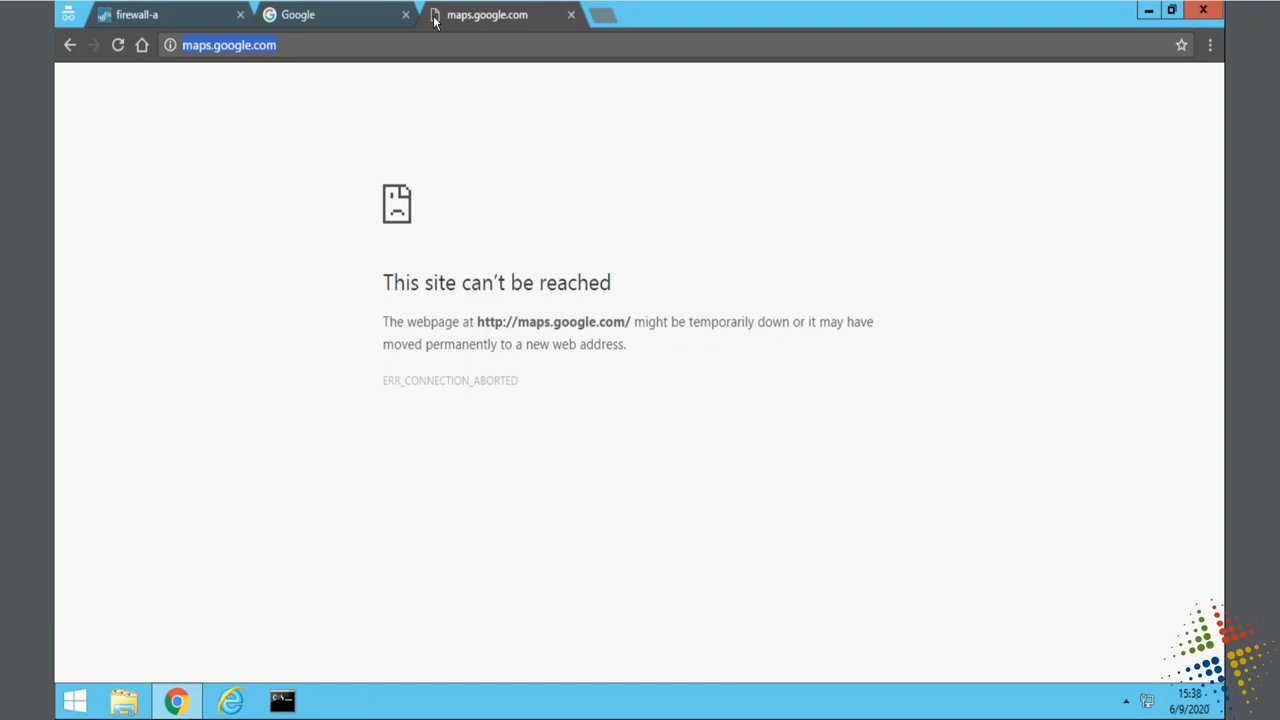 firewall-a
Google
maps.google.com
maps.google.com
This site can't be reached
The webpage at http://maps.google.com/ might be temporarily down or it may have
moved permanently to a new web address.
ERR_CONNECTION_ABORTED
C:\.
15:38
6/9/2020